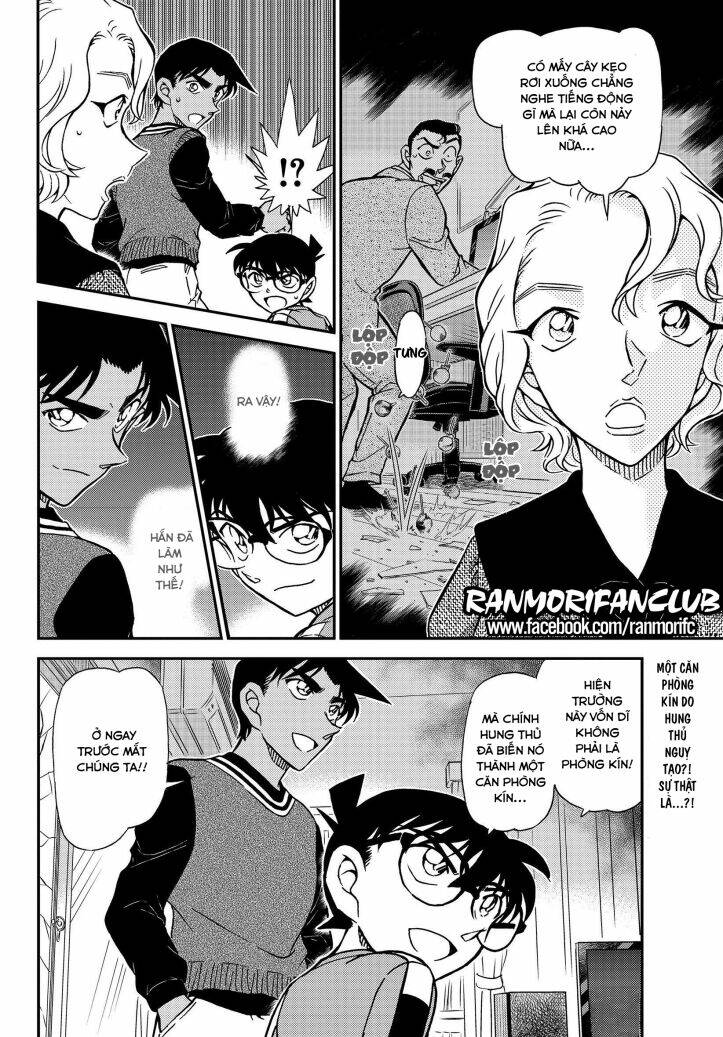 CÓ MẤY CÂY KẸO
RƠI XUỐNG CHẲNG
NGHE TIẾNG ĐỘNG
GÌ MÀ LẠI CÒN NẢY
LÊN KHÁ CAO
NỮA...
LỘP
ĐỘP
TƯNG
LỘP
ĐỘP
!?
RA VẬY!
HẮN ĐÃ
LÀM
NHƯ
THẾ!
RANMORIFANCLUB
www.facebook.com/ranmorifc
MỘT CĂN
PHÒNG
KÍN DO
HUNG
THỦ
NGỤY
TẠO?!
SỰ THẬT
LÀ...?!
HIỆN
TRƯỜNG
NÀY VỐN DĨ
KHÔNG
PHẢI LÀ
PHÒNG KÍN!
MÀ CHÍNH
HUNG THỦ
ĐÃ BIẾN NÓ
THÀNH MỘT
CĂN PHÒNG
KÍN...
Ở NGAY
TRƯỚC MẮT
CHÚNG TA!!